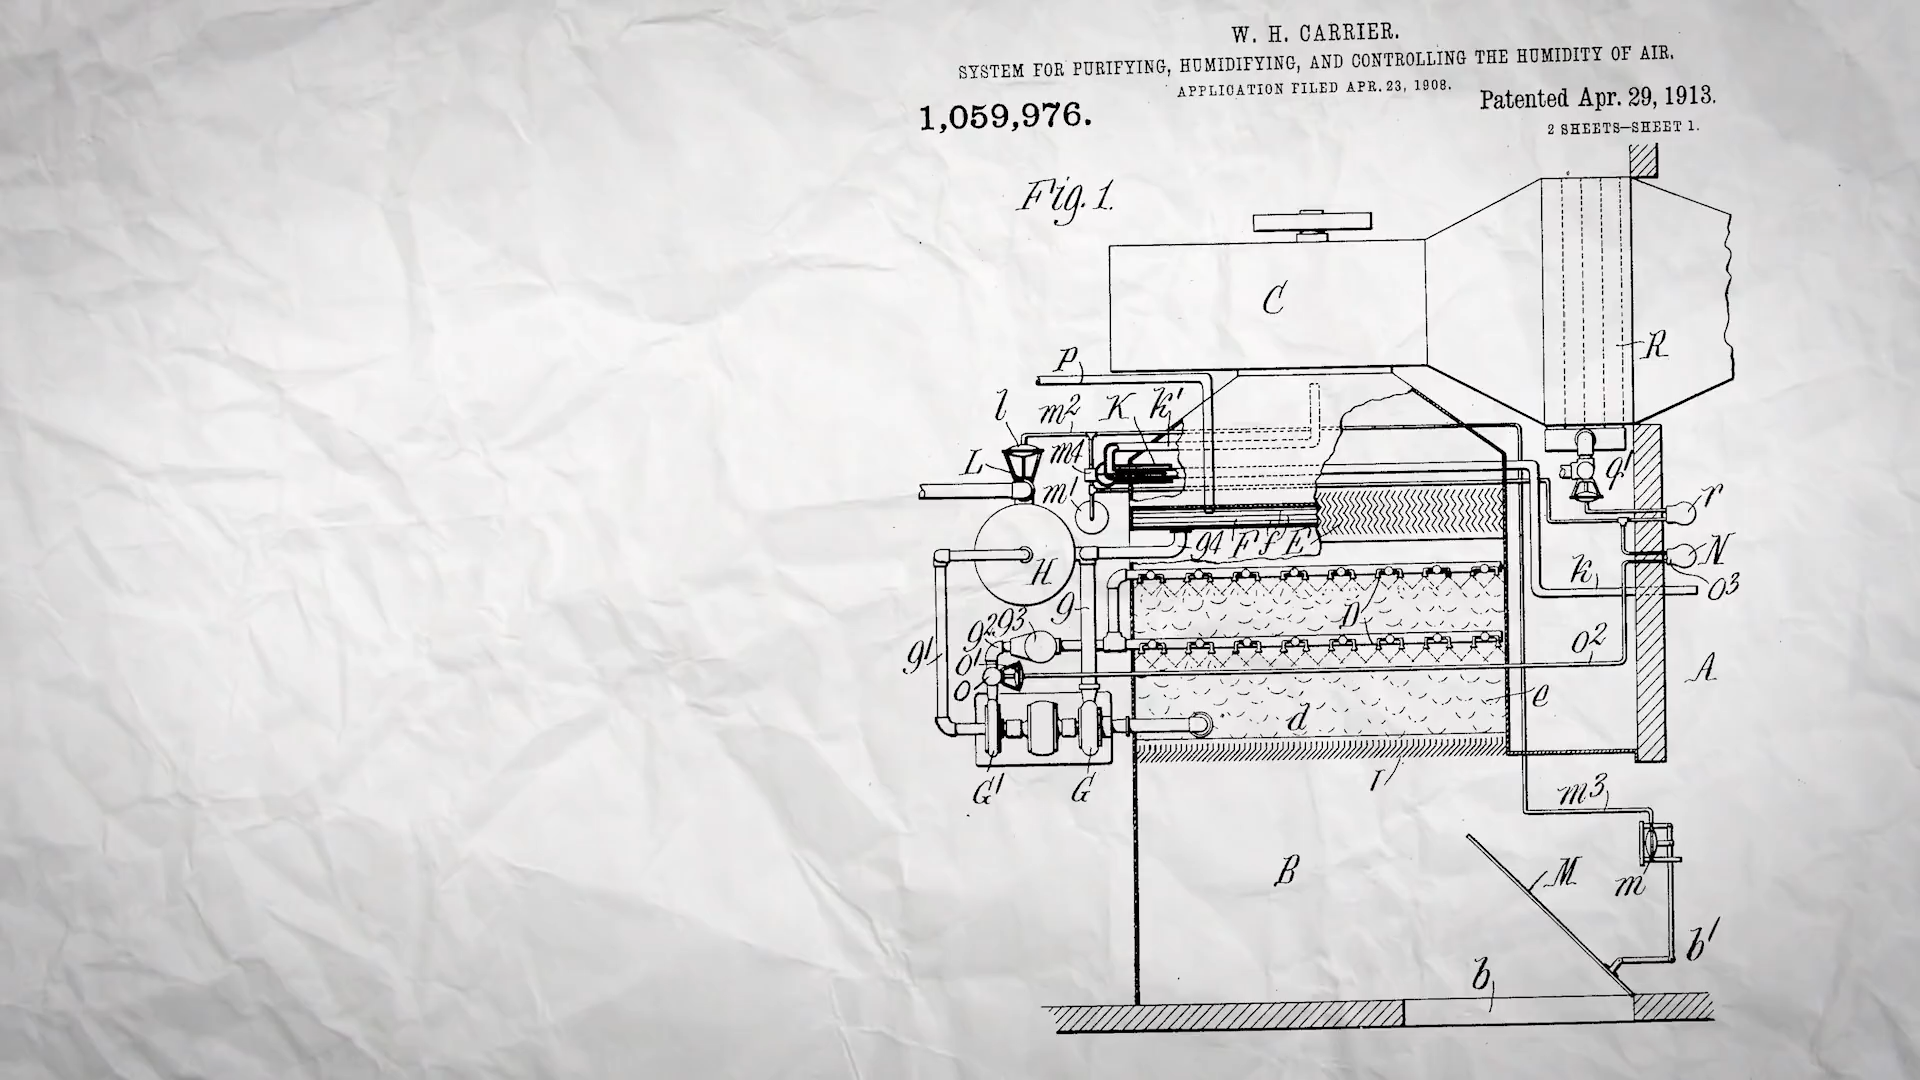 W. H. CARRIER.
SYSTEM FOR PURIFYING, HUMIDIFYING, AND CONTROLLING THE HUMIDITY OF AIR.
APPLICATION FILED APR. 23, 1908.
1,059,976.
Patented Apr. 29, 1913.
2 SHEETS—SHEET 1.
Fig. 1.
C
R
P
l
m2
K
k'
L
m4
m'
q'
r
H
g4
F
f
E
N
k
o3
g
g2
g3
D
o2
g'
o'
o
A
e
d
G'
G
I
m3
B
M
m
b'
b